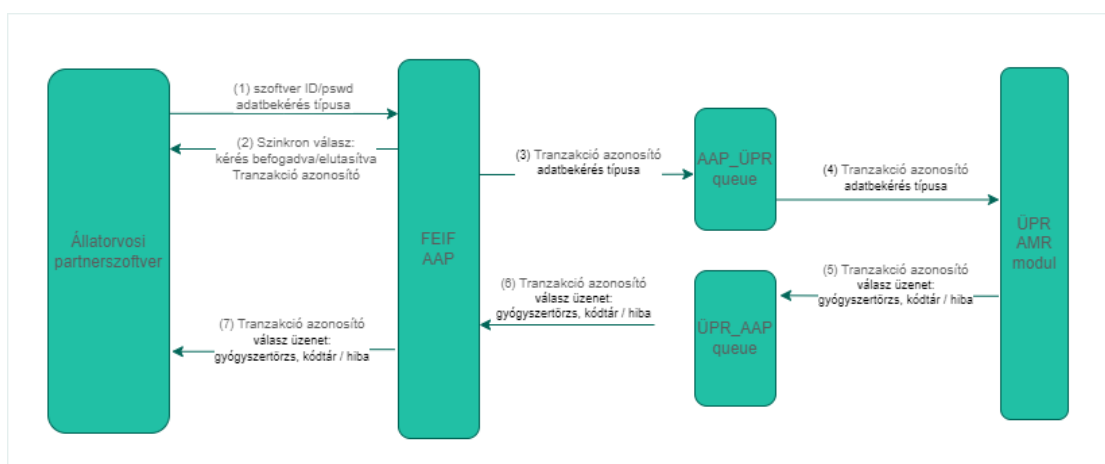 (1) szoftver ID/pswd
adatbekérés típusa
(2) Szinkron válasz:
kérés befogadva/elutasítva
Tranzakció azonosító
(3) Tranzakció azonosító
adatbekérés típusa
AAP_ÜPR
queue
(4) Tranzakció azonosító
adatbekérés típusa
Állatorvosi
partnerszoftver
FEIF
AAP
ÜPR
AMR
modul
(5) Tranzakció azonosító
válasz üzenet:
gyógyszertörzs, kódtár / hiba
(6) Tranzakció azonosító
válasz üzenet:
gyógyszertörzs, kódtár / hiba
ÜPR_AAP
queue
(7) Tranzakció azonosító
válasz üzenet:
gyógyszertörzs, kódtár / hiba